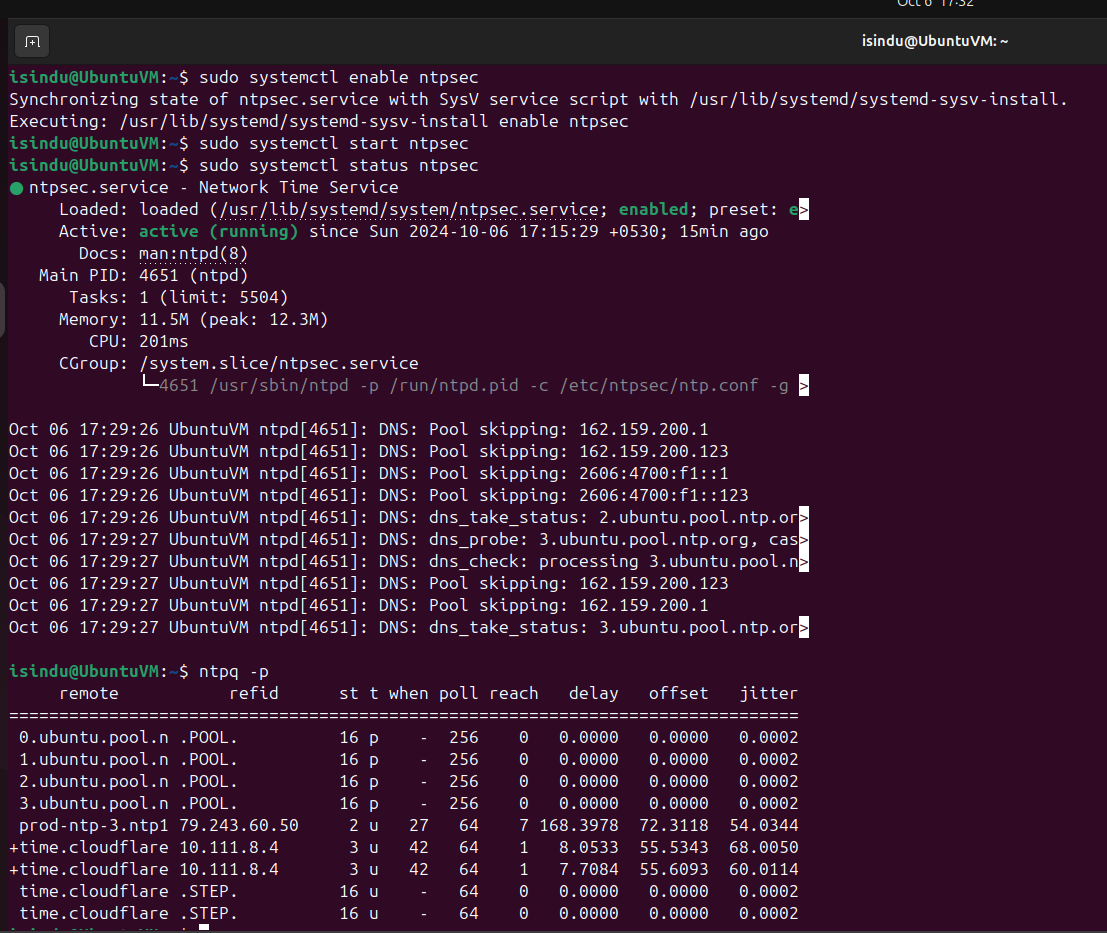 Oct 6 17:32
isindu@UbuntuVM: ~
isindu@UbuntuVM:~$ sudo systemctl enable ntpsec
Synchronizing state of ntpsec.service with SysV service script with /usr/lib/systemd/systemd-sysv-install.
Executing: /usr/lib/systemd/systemd-sysv-install enable ntpsec
isindu@UbuntuVM:~$ sudo systemctl start ntpsec
isindu@UbuntuVM:~$ sudo systemctl status ntpsec
● ntpsec.service - Network Time Service
     Loaded: loaded (/usr/lib/systemd/system/ntpsec.service; enabled; preset: e>
     Active: active (running) since Sun 2024-10-06 17:15:29 +0530; 15min ago
       Docs: man:ntpd(8)
   Main PID: 4651 (ntpd)
      Tasks: 1 (limit: 5504)
     Memory: 11.5M (peak: 12.3M)
        CPU: 201ms
     CGroup: /system.slice/ntpsec.service
             └─4651 /usr/sbin/ntpd -p /run/ntpd.pid -c /etc/ntpsec/ntp.conf -g >
Oct 06 17:29:26 UbuntuVM ntpd[4651]: DNS: Pool skipping: 162.159.200.1
Oct 06 17:29:26 UbuntuVM ntpd[4651]: DNS: Pool skipping: 162.159.200.123
Oct 06 17:29:26 UbuntuVM ntpd[4651]: DNS: Pool skipping: 2606:4700:f1::1
Oct 06 17:29:26 UbuntuVM ntpd[4651]: DNS: Pool skipping: 2606:4700:f1::123
Oct 06 17:29:26 UbuntuVM ntpd[4651]: DNS: dns_take_status: 2.ubuntu.pool.ntp.or>
Oct 06 17:29:27 UbuntuVM ntpd[4651]: DNS: dns_probe: 3.ubuntu.pool.ntp.org, cas>
Oct 06 17:29:27 UbuntuVM ntpd[4651]: DNS: dns_check: processing 3.ubuntu.pool.n>
Oct 06 17:29:27 UbuntuVM ntpd[4651]: DNS: Pool skipping: 162.159.200.123
Oct 06 17:29:27 UbuntuVM ntpd[4651]: DNS: Pool skipping: 162.159.200.1
Oct 06 17:29:27 UbuntuVM ntpd[4651]: DNS: dns_take_status: 3.ubuntu.pool.ntp.or>
isindu@UbuntuVM:~$ ntpq -p
     remote           refid      st t when poll reach   delay   offset   jitter
===============================================================================
 0.ubuntu.pool.n .POOL.          16 p    -  256    0   0.0000   0.0000   0.0002
 1.ubuntu.pool.n .POOL.          16 p    -  256    0   0.0000   0.0000   0.0002
 2.ubuntu.pool.n .POOL.          16 p    -  256    0   0.0000   0.0000   0.0002
 3.ubuntu.pool.n .POOL.          16 p    -  256    0   0.0000   0.0000   0.0002
 prod-ntp-3.ntp1 79.243.60.50     2 u   27   64    7 168.3978  72.3118  54.0344
+time.cloudflare 10.111.8.4       3 u   42   64    1   8.0533  55.5343  68.0050
+time.cloudflare 10.111.8.4       3 u   42   64    1   7.7084  55.6093  60.0114
 time.cloudflare .STEP.          16 u    -   64    0   0.0000   0.0000   0.0002
 time.cloudflare .STEP.          16 u    -   64    0   0.0000   0.0000   0.0002